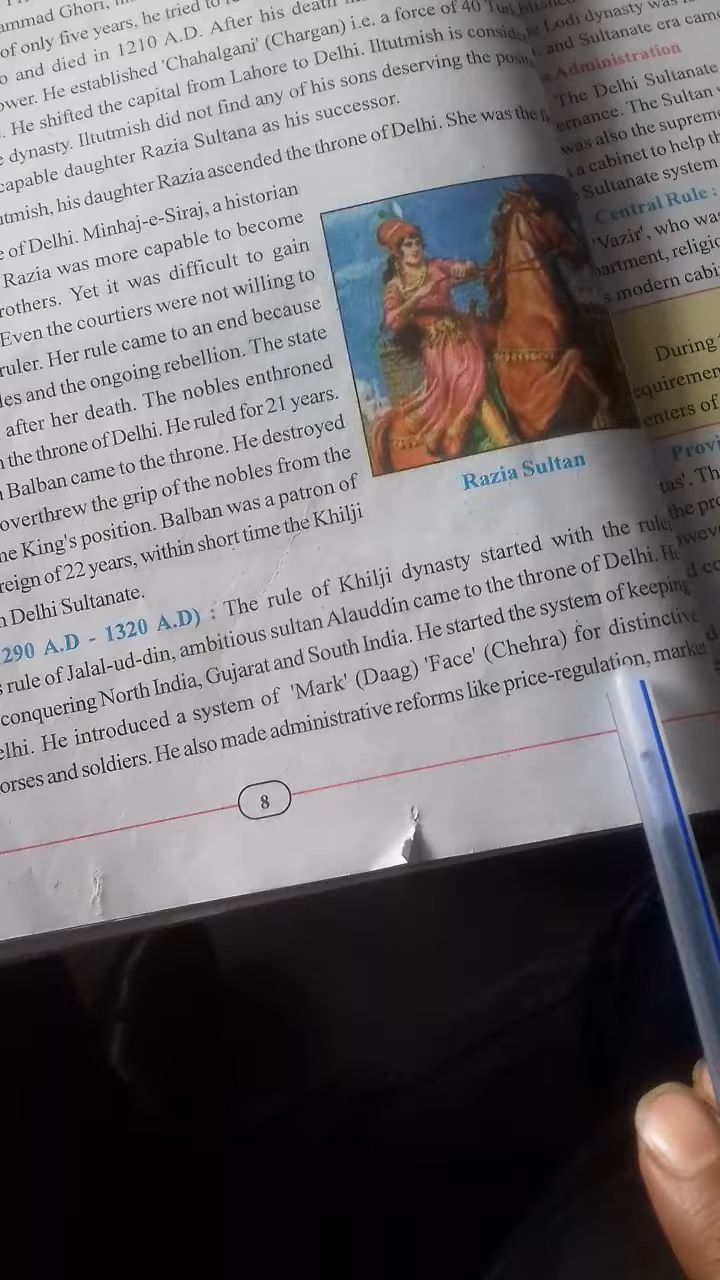 ammad Ghori,
of only five years, he tried to
and died in 1210 A.D. After his death
ower. He established 'Chahalgani' (Chargan) i.e. a force of 40
. He shifted the capital from Lahore to Delhi. Iltutmish is
dynasty. Iltutmish did not find any of his sons deserving the
capable daughter Razia Sultana as his successor.
utmish, his daughter Razia ascended the throne of Delhi. She was the
e of Delhi. Minhaj-e-Siraj, a historian
Razia was more capable to become
rothers. Yet it was difficult to gain
Even the courtiers were not willing to
ruler. Her rule came to an end because
les and the ongoing rebellion. The state
after her death. The nobles enthroned
the throne of Delhi. He ruled for 21 years.
Balban came to the throne. He destroyed
overthrew the grip of the nobles from the
he King's position. Balban was a patron of
reign of 22 years, within short time the Khilji
n Delhi Sultanate.
Razia Sultan
290 A.D - 1320 A.D) : The rule of Khilji dynasty started with the rule
s rule of Jalal-ud-din, ambitious sultan Alauddin came to the throne of Delhi. He
conquering North India, Gujarat and South India. He started the system of keeping
elhi. He introduced a system of 'Mark' (Daag) 'Face' (Chehra) for distinctive
orses and soldiers. He also made administrative reforms like price-regulation, market
8
Lodi dynasty was
and Sultanate era came
Administration
The Delhi Sultanate
ernance. The Sultan
was also the suprem
a cabinet to help th
Sultanate system
Central Rule :
'Vazir', who was
partment, religio
s modern cabi
During
equiremen
enters of
Provi
tas'. Th
the pro
owev
d co